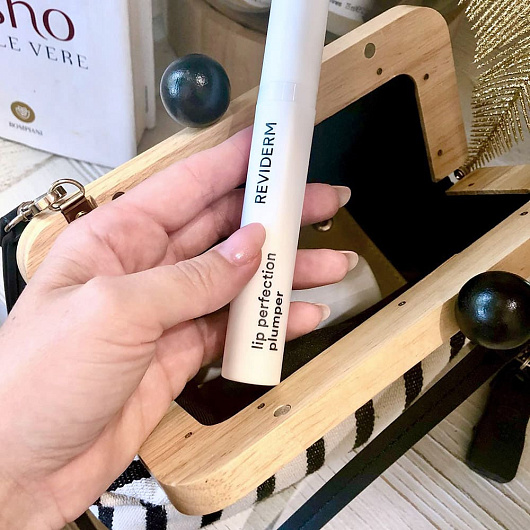 sho
LE VERE
BOMPIANI
REVIDERM
lip perfection
plumper